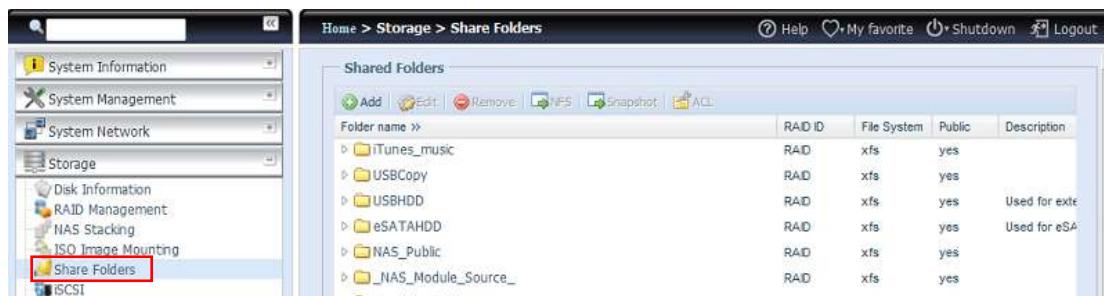 Home > Storage > Share Folders
Help My favorite Shutdown Logout
System Information
System Management
System Network
Storage
Disk Information
RAID Management
NAS Stacking
ISO Image Mounting
Share Folders
iSCSI
Shared Folders
Add Edit Remove NFS Snapshot ACL
Folder name » RAID ID File System Public Description
iTunes_music RAID xfs yes
USBCopy RAID xfs yes
USBHDD RAID xfs yes Used for exte
eSATAHDD RAID xfs yes Used for eSA
NAS_Public RAID xfs yes
_NAS_Module_Source_ RAID xfs yes